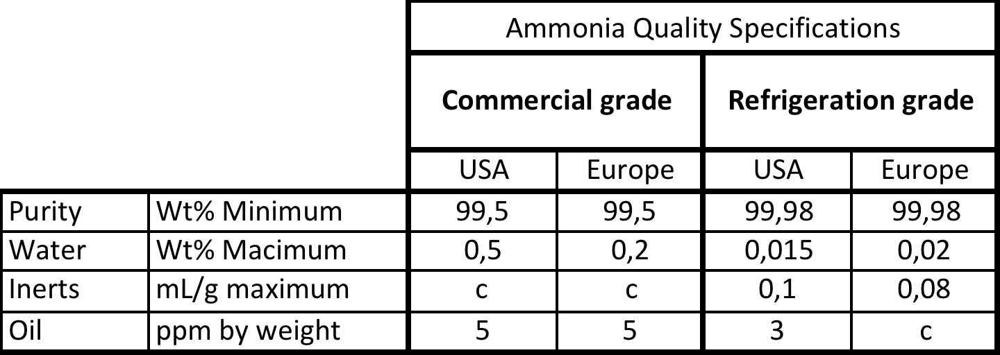 Ammonia Quality Specifications
Commercial grade Refrigeration grade
USA Europe USA Europe
Purity Wt% Minimum 99,5 99,5 99,98 99,98
Water Wt% Macimum 0,5 0,2 0,015 0,02
Inerts mL/g maximum c c 0,1 0,08
Oil ppm by weight 5 5 3 c